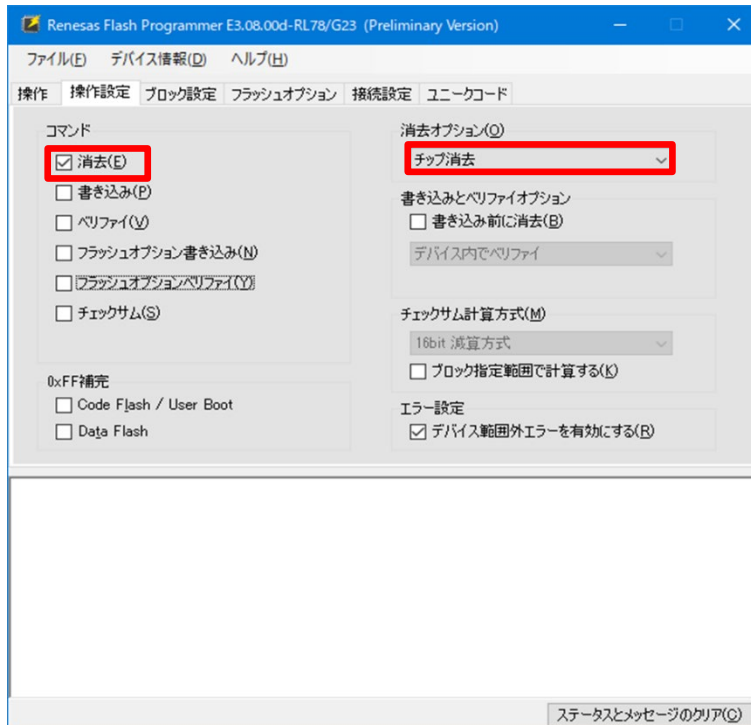 Renesas Flash Programmer E3.08.00d-RL78/G23 (Preliminary Version)
ファイル(F) デバイス情報(D) ヘルプ(H)
操作 操作設定 ブロック設定 フラッシュオプション 接続設定 ユニークコード
コマンド
消去(E)
書き込み(P)
ベリファイ(V)
フラッシュオプション書き込み(N)
フラッシュオプションベリファイ(Y)
チェックサム(S)
0xFF補完
Code Flash / User Boot
Data Flash
消去オプション(O)
チップ消去
書き込みとベリファイオプション
書き込み前に消去(B)
デバイス内でベリファイ
チェックサム計算方式(M)
16bit 減算方式
ブロック指定範囲で計算する(K)
エラー設定
デバイス範囲外エラーを有効にする(R)
ステータスとメッセージのクリア(C)